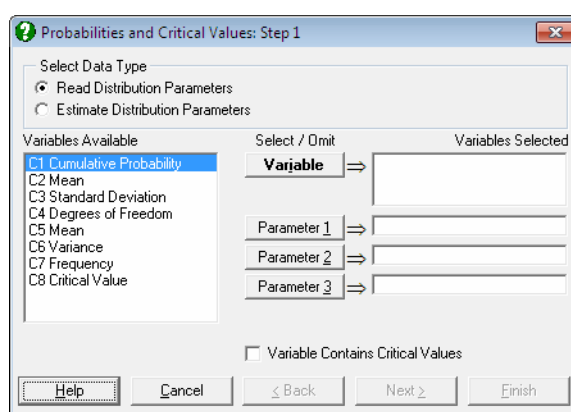 Probabilities and Critical Values: Step 1
Select Data Type
Read Distribution Parameters
Estimate Distribution Parameters
Variables Available
Select / Omit
Variables Selected
C1 Cumulative Probability
C2 Mean
C3 Standard Deviation
C4 Degrees of Freedom
C5 Mean
C6 Variance
C7 Frequency
C8 Critical Value
Variable
Parameter 1
Parameter 2
Parameter 3
Variable Contains Critical Values
Help
Cancel
< Back
Next >
Finish